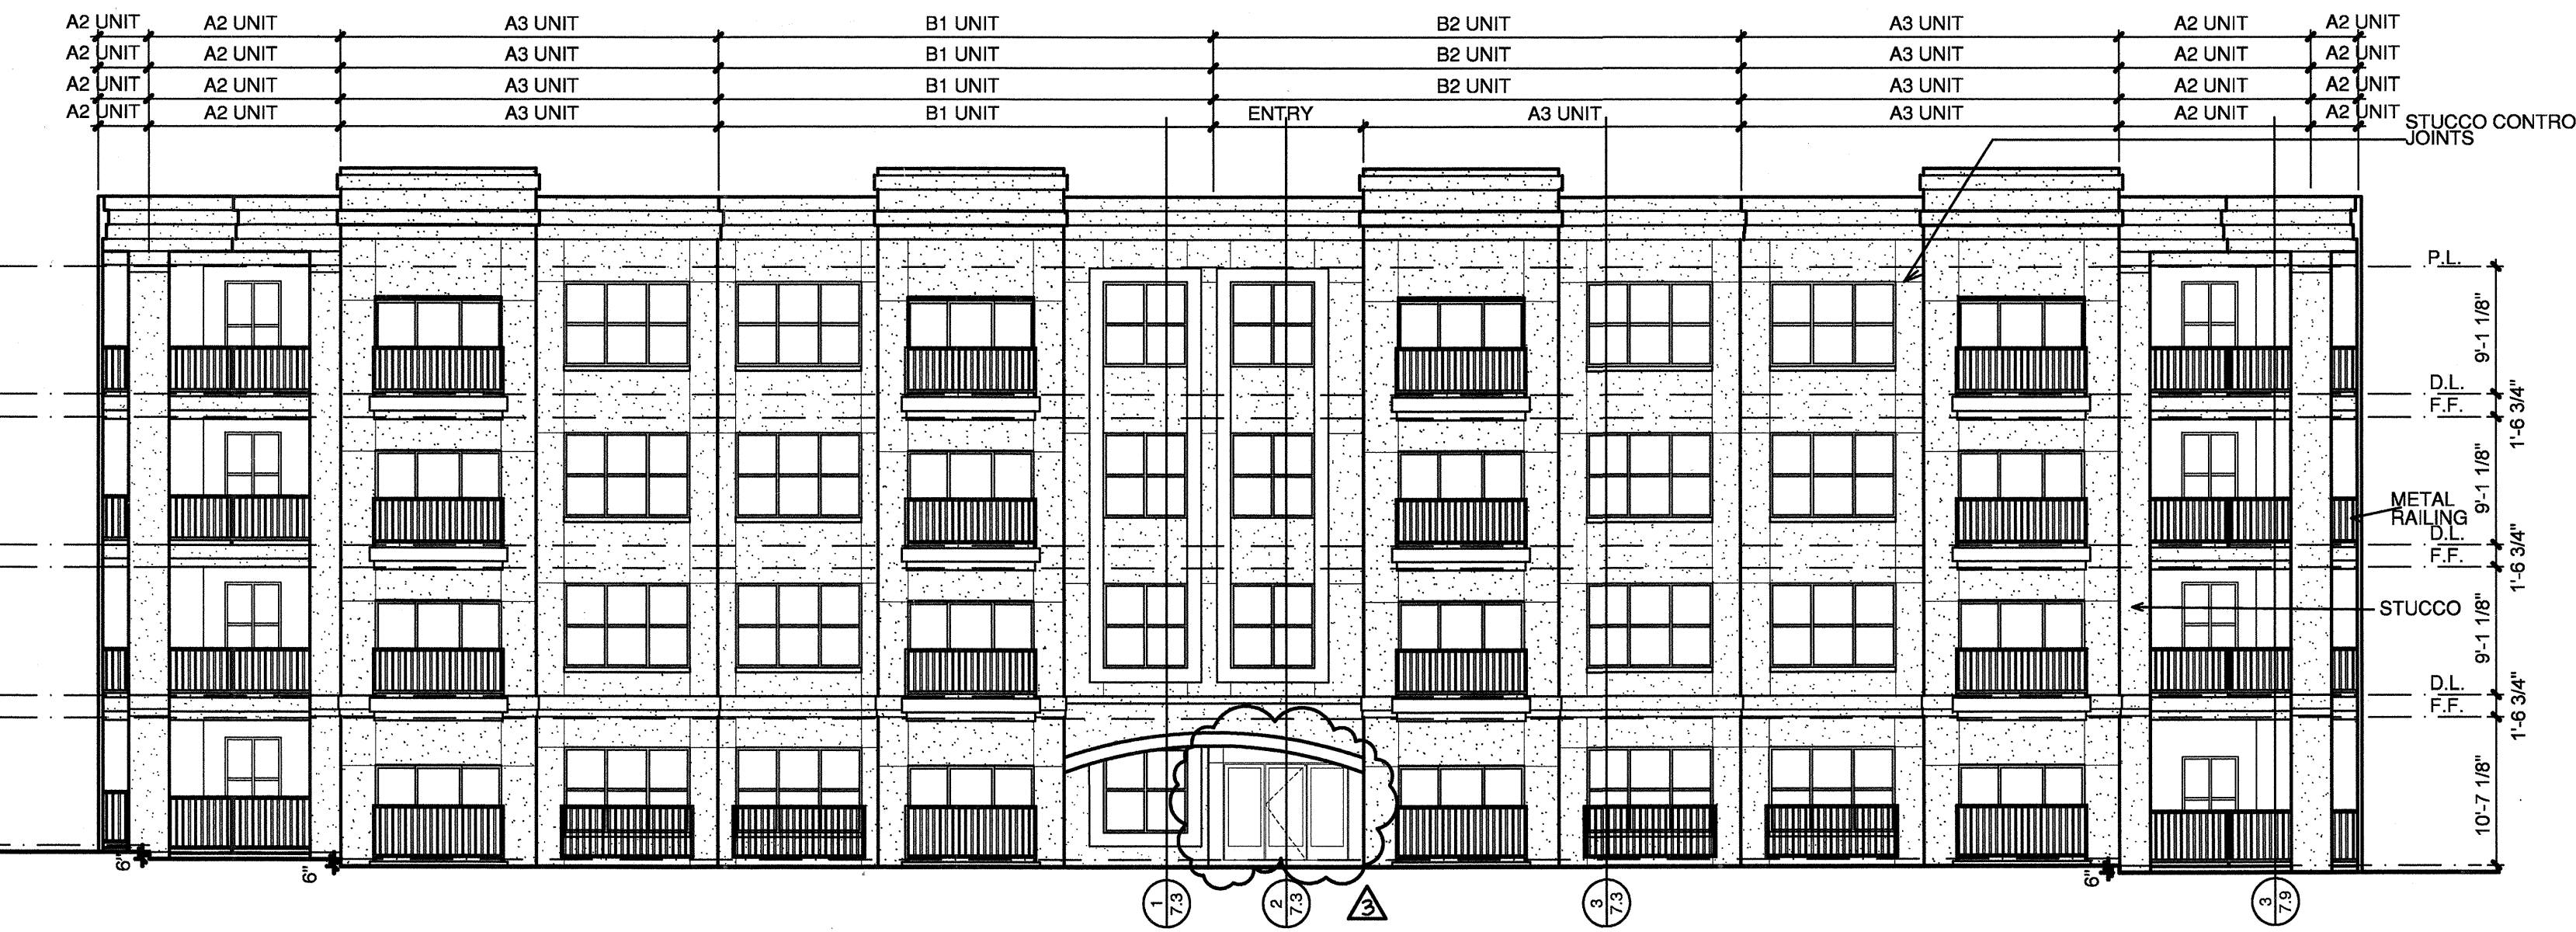 A2 UNIT A2 UNIT A3 UNIT B1 UNIT B2 UNIT A3 UNIT A2 UNIT A2 UNIT
A2 UNIT A2 UNIT A3 UNIT B1 UNIT B2 UNIT A3 UNIT A2 UNIT A2 UNIT
A2 UNIT A2 UNIT A3 UNIT B1 UNIT B2 UNIT A3 UNIT A2 UNIT A2 UNIT
A2 UNIT A2 UNIT A3 UNIT B1 UNIT ENTRY A3 UNIT A3 UNIT A2 UNIT A2 UNIT
STUCCO CONTRO
JOINTS
P.L.
9'-1 1/8"
D.L.
F.F.
1'-6 3/4"
9'-1 1/8"
METAL
RAILING
D.L.
F.F.
1'-6 3/4"
9'-1 1/8"
STUCCO
D.L.
F.F.
1'-6 3/4"
10'-7 1/8"
6"
6"
6"
1
7.3
2
7.3
3
3
7.3
3
7.9